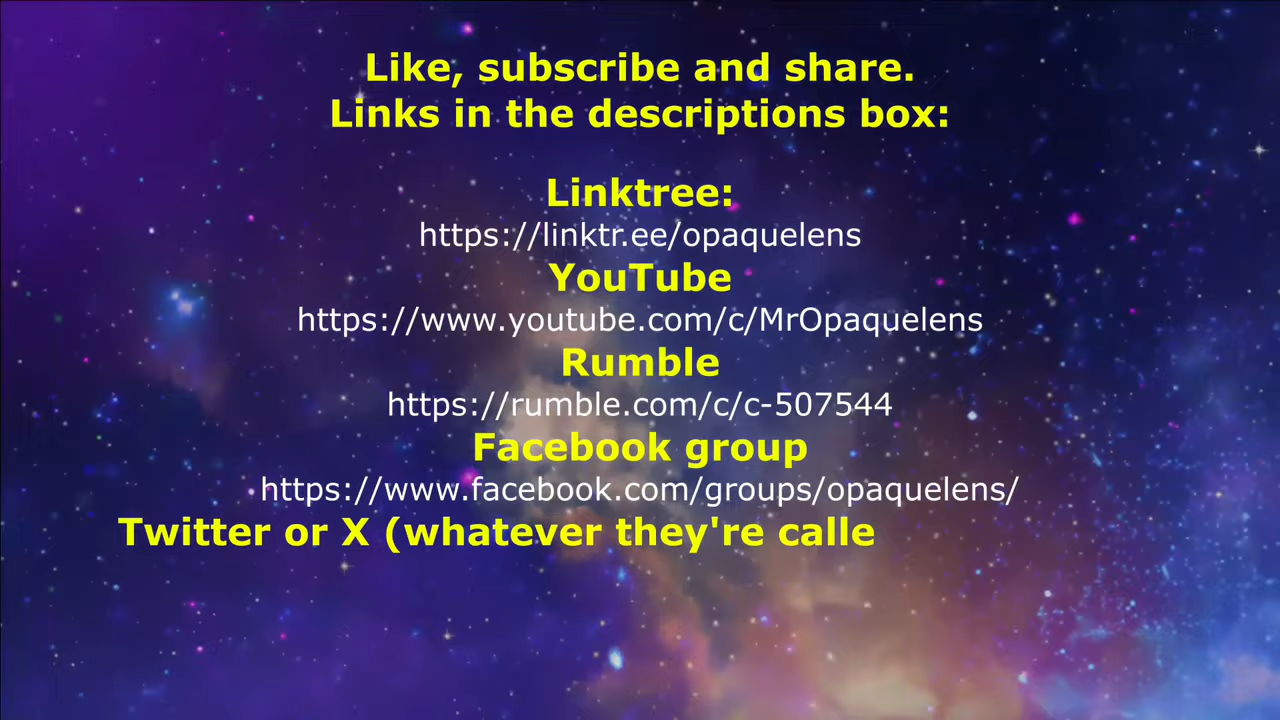 Like, subscribe and share.
Links in the descriptions box:
Linktree:
https://linktr.ee/opaquelens
YouTube
https://www.youtube.com/c/MrOpaquelens
Rumble
https://rumble.com/c/c-507544
Facebook group
https://www.facebook.com/groups/opaquelens/
Twitter or X (whatever they're calle